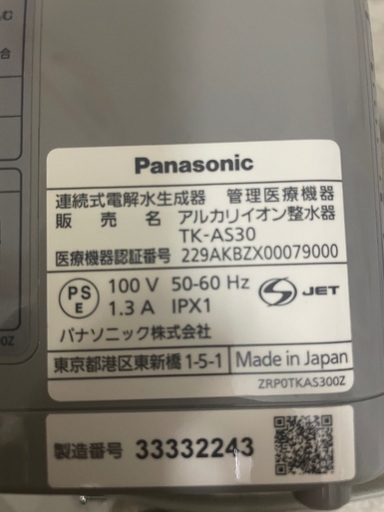 C
合
Panasonic
連続式電解水生成器 管理医療機器
販売名 アルカリイオン整水器
TK-AS30
医療機器認証番号 229AKBZX00079000
PS E 100 V 50-60 Hz JET
1.3 A IPX1
パナソニック株式会社
東京都港区東新橋1-5-1 Made in Japan
ZRP0TKAS300Z
0Z
製造番号 33332243